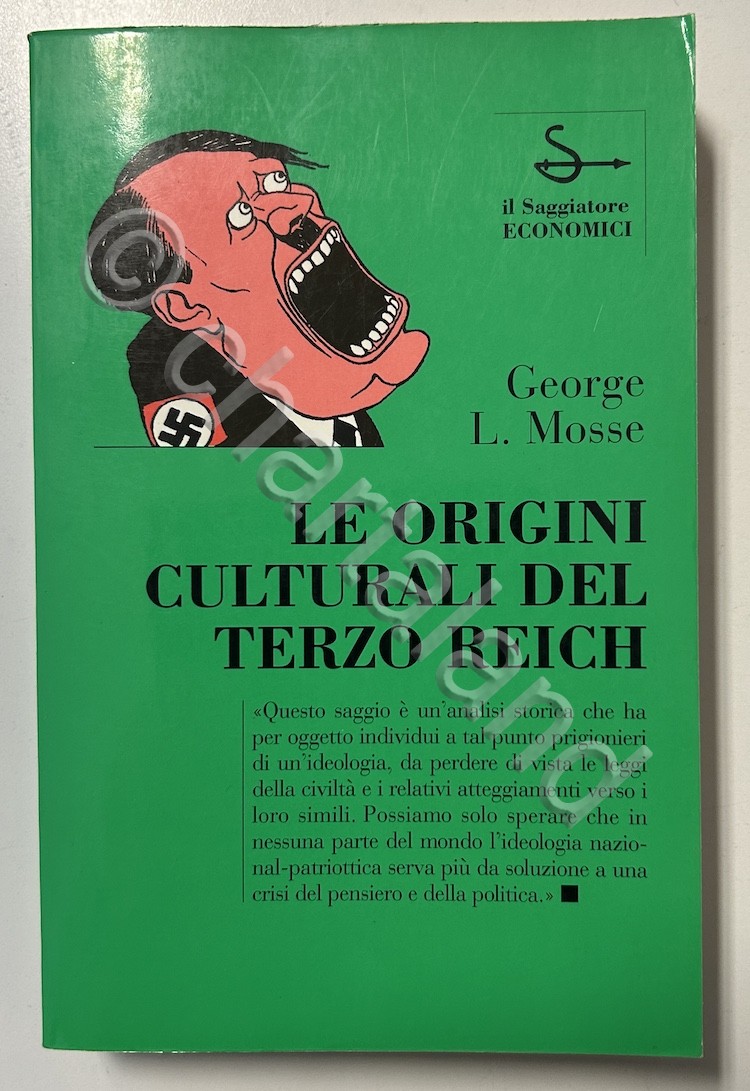 il Saggiatore
ECONOMICI
George
L. Mosse
LE ORIGINI
CULTURALI DEL
TERZO REICH
«Questo saggio è un'analisi storica che ha
per oggetto individui a tal punto prigionieri
di un'ideologia, da perdere di vista le leggi
della civiltà e i relativi atteggiamenti verso i
loro simili. Possiamo solo sperare che in
nessuna parte del mondo l'ideologia nazio-
nal-patriottica serva più da soluzione a una
crisi del pensiero e della politica.»
© chartaland